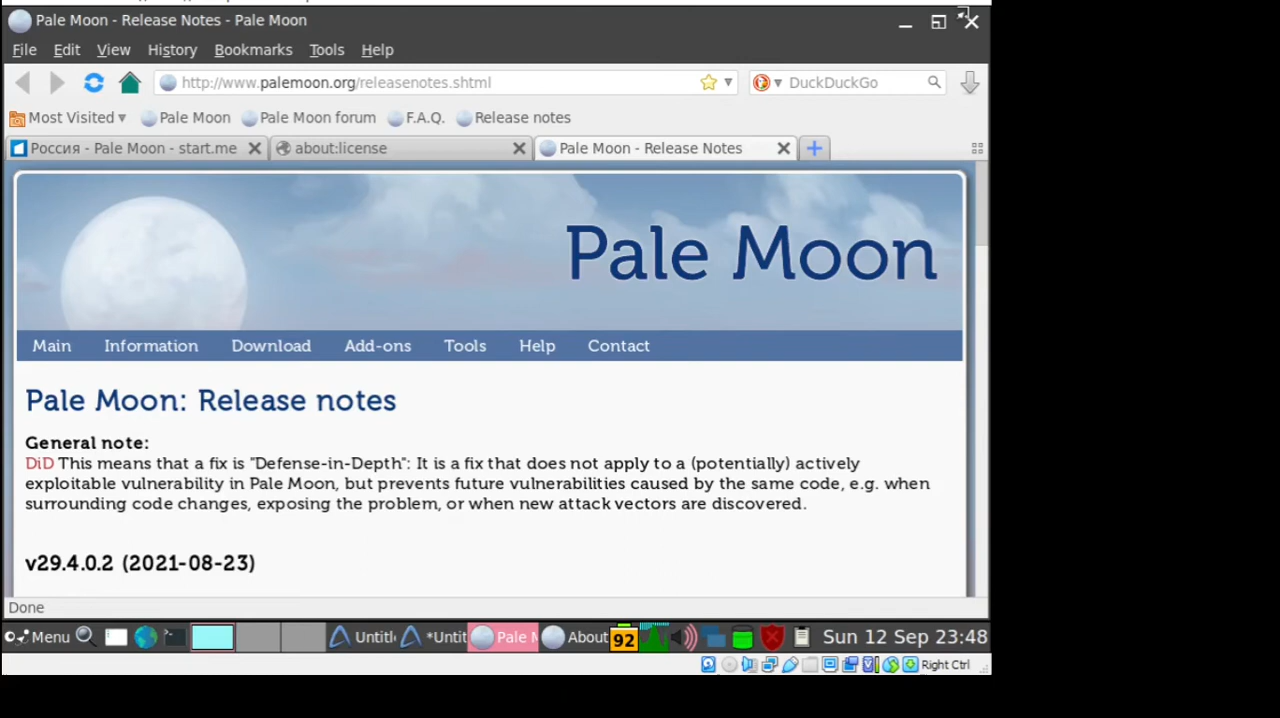 Pale Moon - Release Notes - Pale Moon
File Edit View History Bookmarks Tools Help
http://www.palemoon.org/releasenotes.shtml DuckDuckGo
Most Visited Pale Moon Pale Moon forum F.A.Q. Release notes
Россия - Pale Moon - start.me about:license Pale Moon - Release Notes
Pale Moon
Main Information Download Add-ons Tools Help Contact
Pale Moon: Release notes
General note:
DiD This means that a fix is "Defense-in-Depth": It is a fix that does not apply to a (potentially) actively
exploitable vulnerability in Pale Moon, but prevents future vulnerabilities caused by the same code, e.g. when
surrounding code changes, exposing the problem, or when new attack vectors are discovered.
v29.4.0.2 (2021-08-23)
Done
Menu Untitl *Untit Pale M About 92 Sun 12 Sep 23:48
Right Ctrl